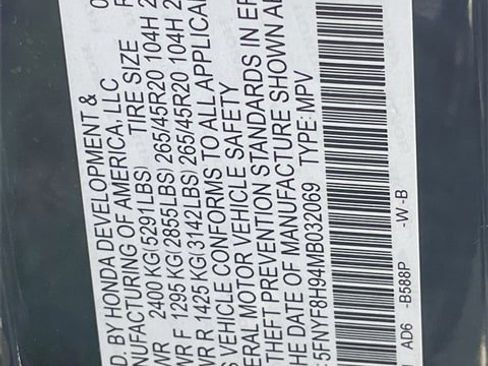 D. BY HONDA DEVELOPMENT &
NUFACTURING OF AMERICA, LLC
WR 2400 KG(5291LBS) TIRE SIZE
WR F 1295 KG(2855LBS) 265/45R20 104H
WR R 1425 KG(3142LBS) 265/45R20 104H
S VEHICLE CONFORMS TO ALL APPLICAB
ERAL MOTOR VEHICLE SAFETY
THEFT PREVENTION STANDARDS IN EF
HE DATE OF MANUFACTURE SHOWN AB
: 5FNYF8H94MB032069 TYPE: MPV
AD6 -B588P -W -B